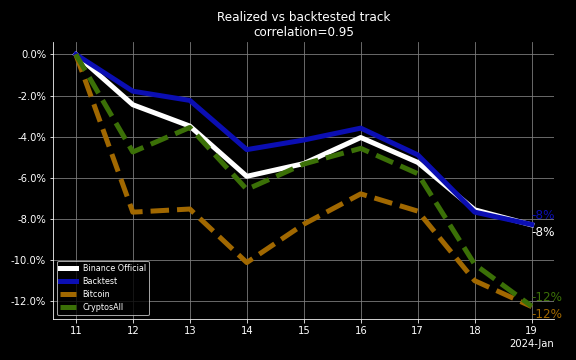 Realized vs backtested track
correlation=0.95
0.0%
-2.0%
-4.0%
-6.0%
-8.0%
-10.0%
-12.0%
-8%
-8%
-12%
-12%
Binance Official
Backtest
Bitcoin
CryptosAll
11 12 13 14 15 16 17 18 19
2024-Jan